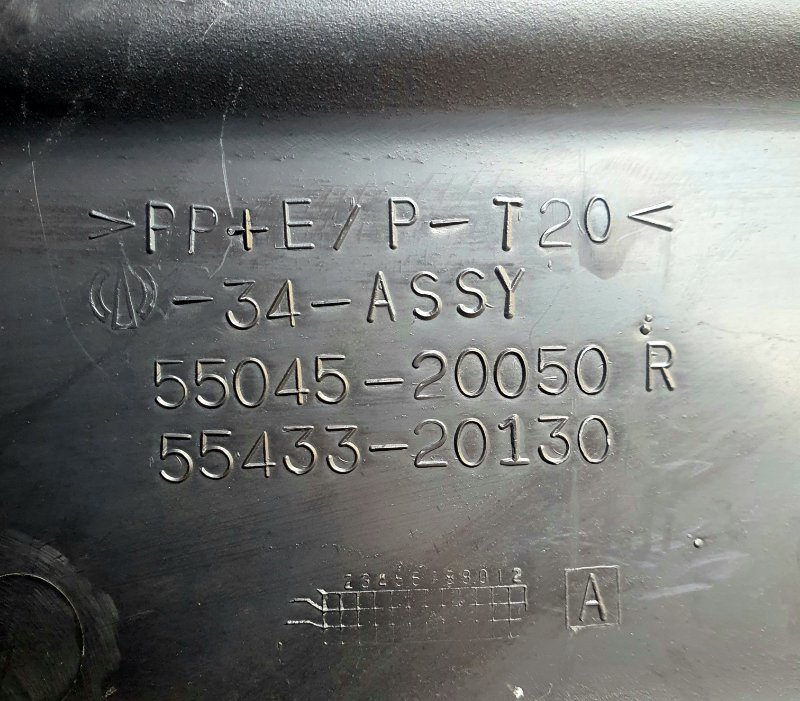 >PP+E/P-T20<
-34-ASSY
55045-20050 R
55433-20130
A